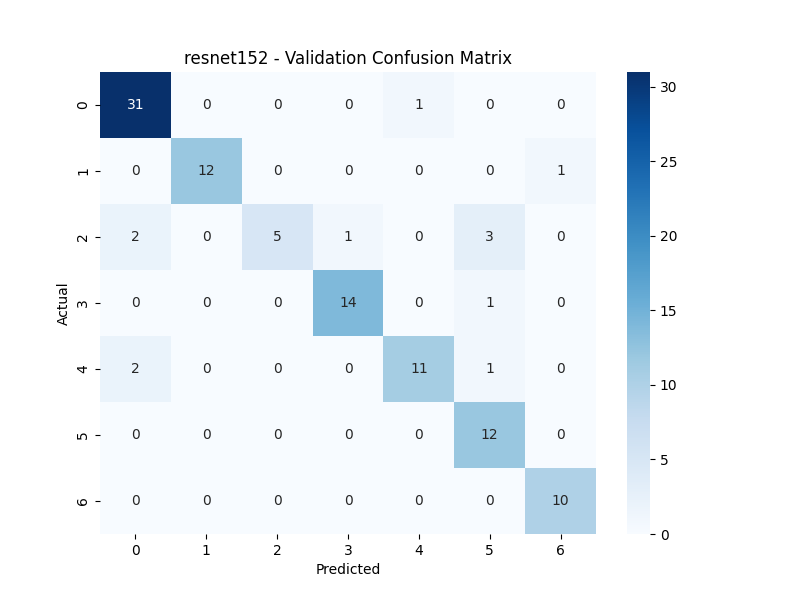 resnet152 - Validation Confusion Matrix
0 31 0 0 0 1 0 0
1 0 12 0 0 0 0 1
2 2 0 5 1 0 3 0
3 0 0 0 14 0 1 0
4 2 0 0 0 11 1 0
5 0 0 0 0 0 12 0
6 0 0 0 0 0 0 10
0 1 2 3 4 5 6
Predicted
Actual
30
25
20
15
10
5
0